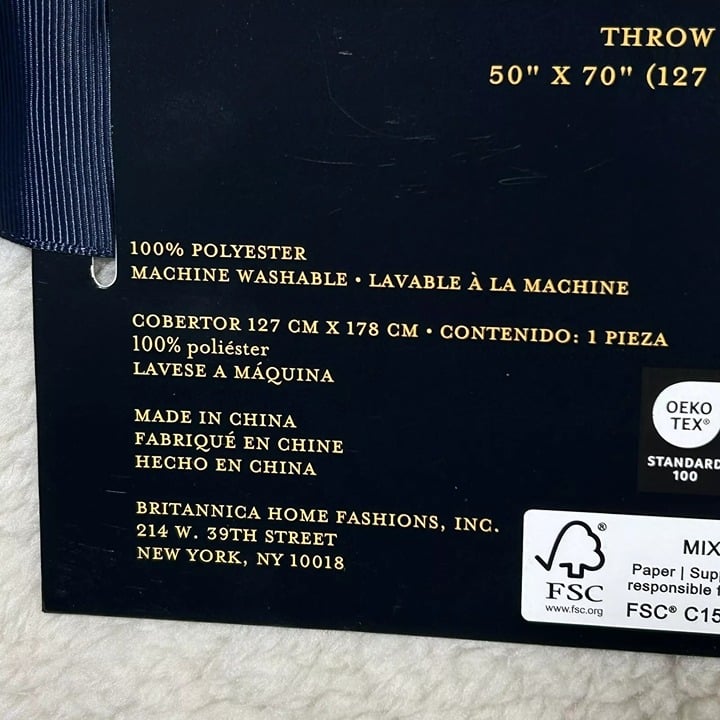 THROW
50" X 70" (127
100% POLYESTER
MACHINE WASHABLE • LAVABLE À LA MACHINE
COBERTOR 127 CM X 178 CM • CONTENIDO: 1 PIEZA
100% poliéster
LAVESE A MÁQUINA
MADE IN CHINA
FABRIQUÉ EN CHINE
HECHO EN CHINA
BRITANNICA HOME FASHIONS, INC.
214 W. 39TH STREET
NEW YORK, NY 10018
OEKO
TEX®
STANDARD
100
®
FSC
www.fsc.org
MIX
Paper | Sup
responsible f
FSC® C15